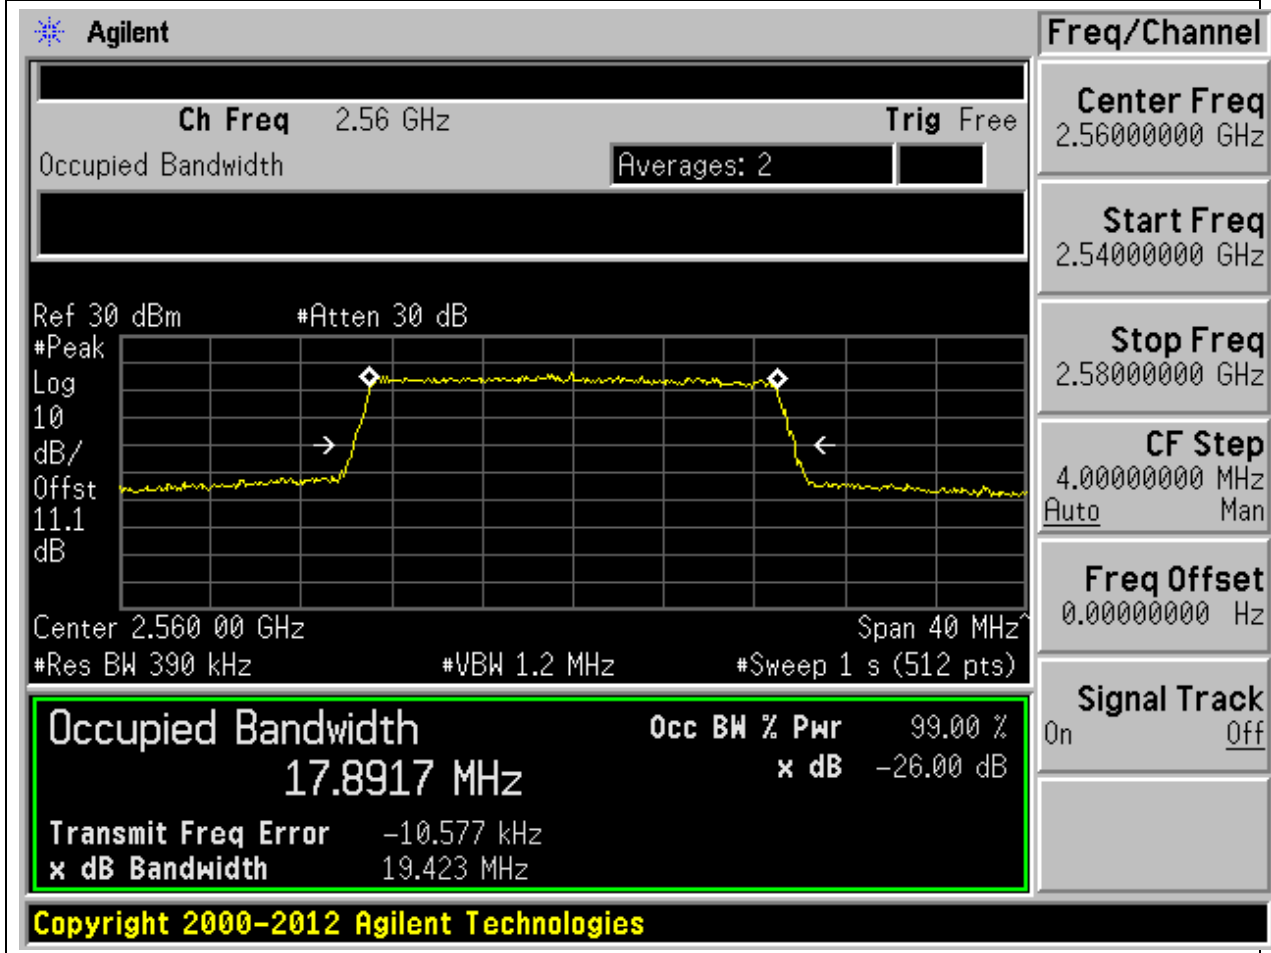 Agilent
Freq/Channel
Ch Freq 2.56 GHz Trig Free
Occupied Bandwidth Averages: 2
Center Freq
2.56000000 GHz
Start Freq
2.54000000 GHz
Stop Freq
2.58000000 GHz
CF Step
4.00000000 MHz
Auto Man
Freq Offset
0.00000000 Hz
Signal Track
On Off
Ref 30 dBm #Atten 30 dB
#Peak
Log
10
dB/
Offst
11.1
dB
Center 2.560 00 GHz Span 40 MHz^
#Res BW 390 kHz #VBW 1.2 MHz #Sweep 1 s (512 pts)
Occupied Bandwidth Occ BW % Pwr 99.00 %
17.8917 MHz x dB -26.00 dB
Transmit Freq Error -10.577 kHz
x dB Bandwidth 19.423 MHz
Copyright 2000-2012 Agilent Technologies